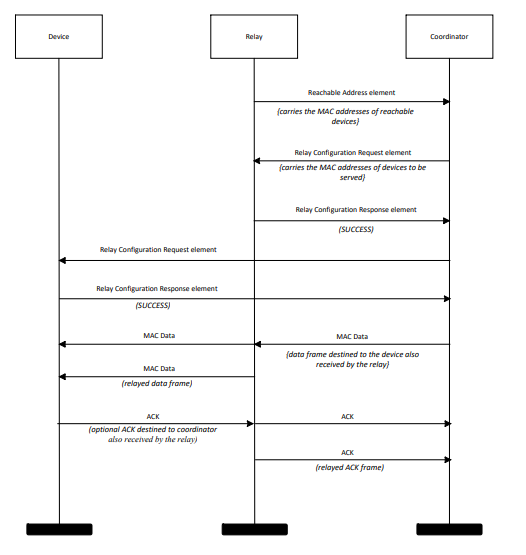 Device
Relay
Coordinator
Reachable Address element
(carries the MAC addresses of reachable
devices)
Relay Configuration Request element
(carries the MAC addresses of devices to be
served)
Relay Configuration Response element
(SUCCESS)
Relay Configuration Request element
Relay Configuration Response element
(SUCCESS)
MAC Data
MAC Data
(data frame destined to the device also
received by the relay)
MAC Data
(relayed data frame)
ACK
ACK
(optional ACK destined to coordinator
also received by the relay)
ACK
(relayed ACK frame)